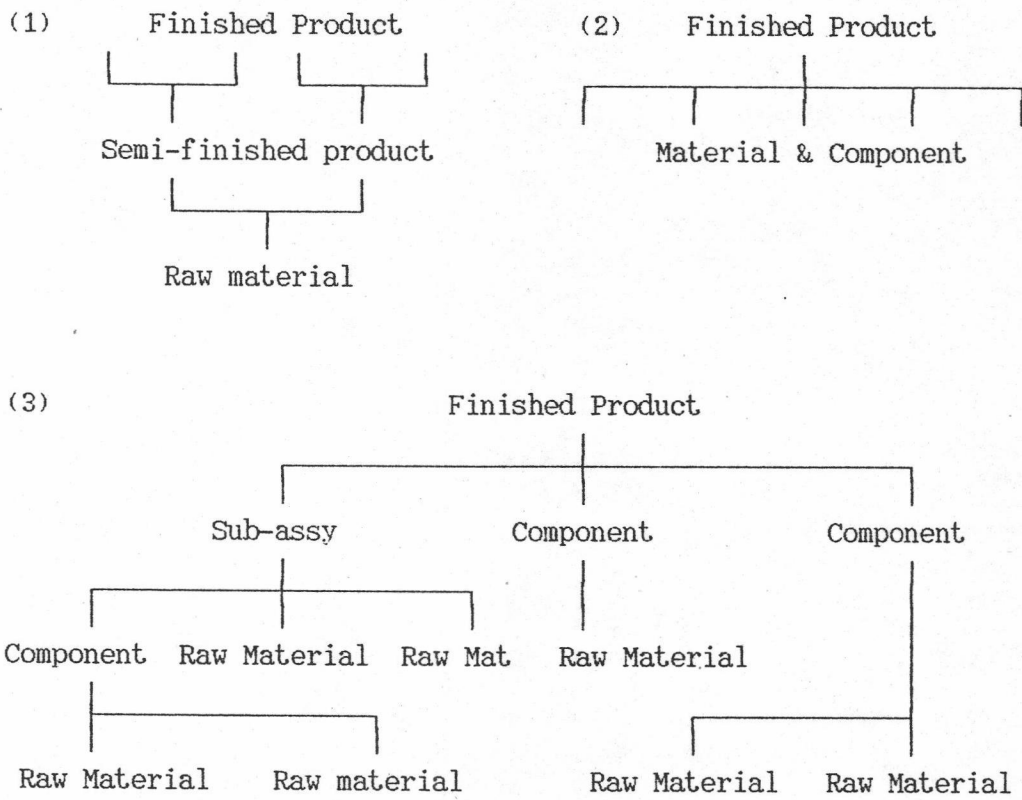 (1) Finished Product
Semi-finished product
Raw material
(2) Finished Product
Material & Component
(3) Finished Product
Sub-assy Component Component
Component Raw Material Raw Mat Raw Material
Raw Material Raw material Raw Material Raw Material